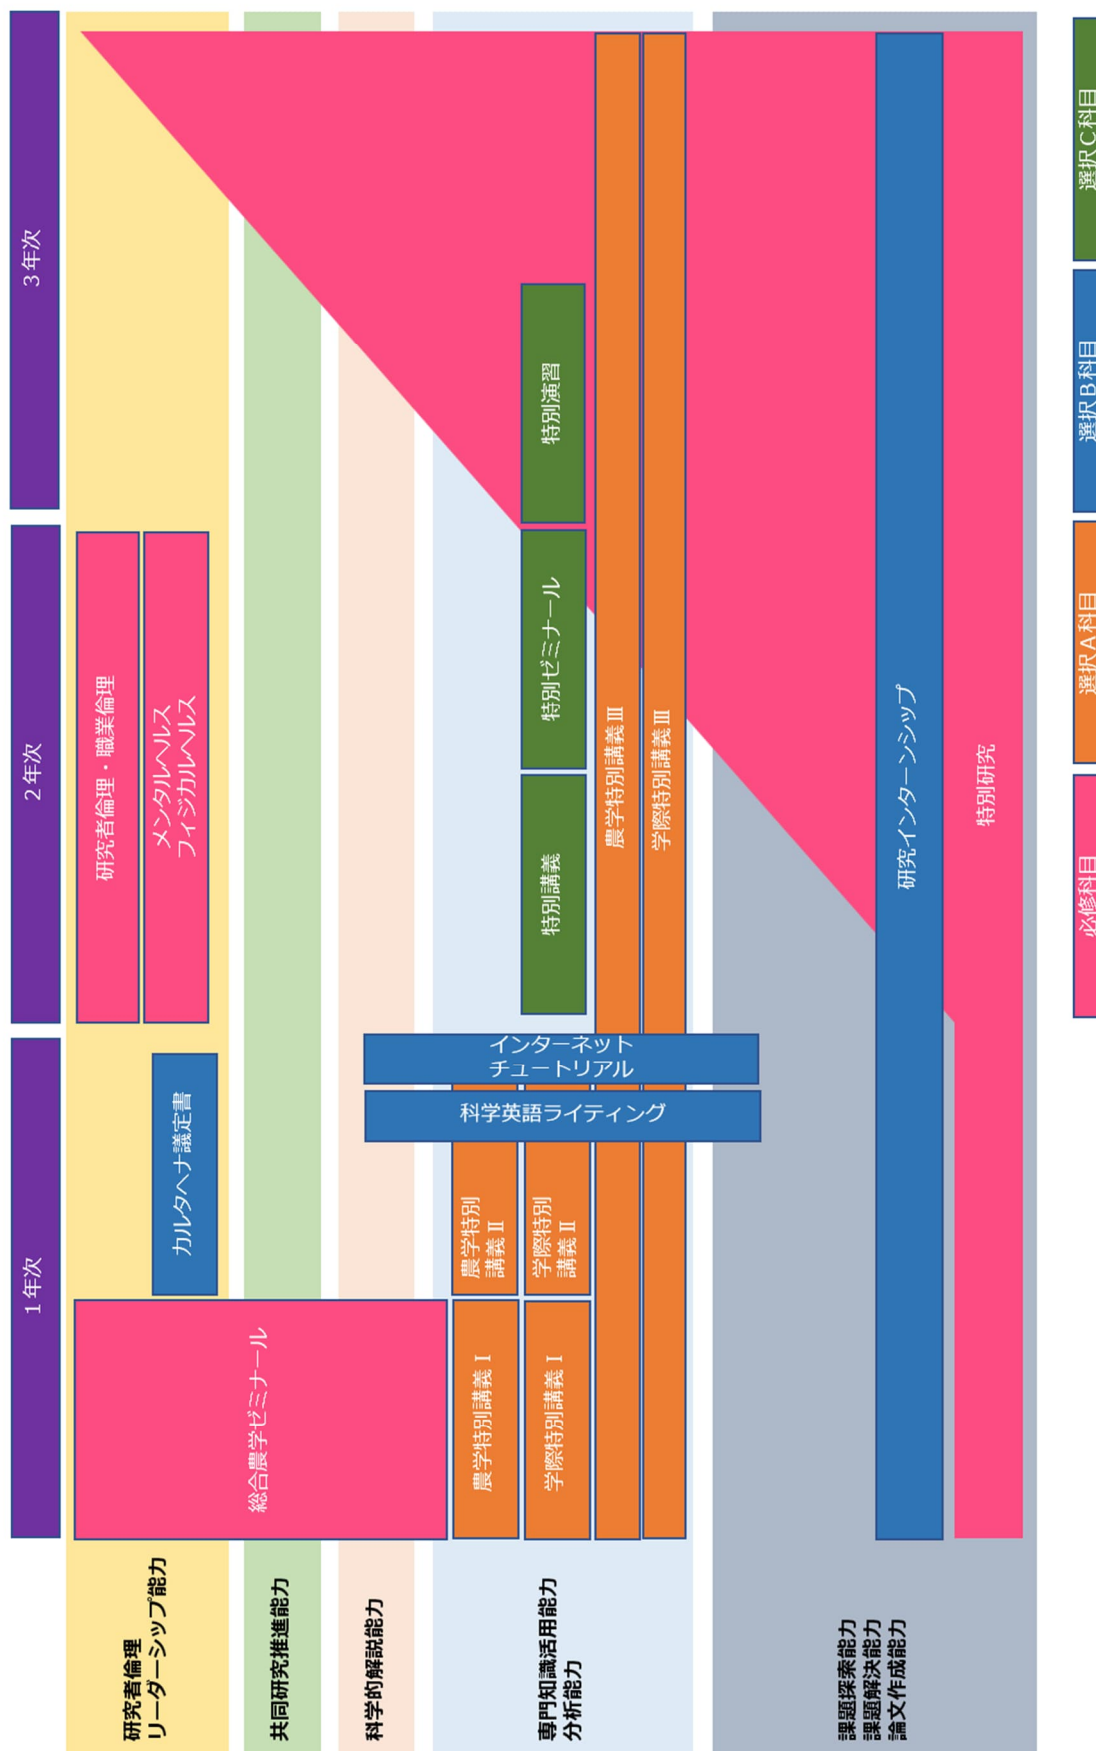 1年次
2年次
3年次
研究者倫理
リーダーシップ能力
共同研究推進能力
科学的解説能力
専門知識活用能力
分析能力
課題探索能力
課題解決能力
論文作成能力
総合農学ゼミナール
カルタヘナ議定書
研究者倫理・職業倫理
メンタルヘルス
フィジカルヘルス
農学特別講義Ⅰ
農学特別
講義Ⅱ
学際特別講義Ⅰ
学際特別
講義Ⅱ
科学英語ライティング
インターネット
チュートリアル
特別講義
特別ゼミナール
特別演習
農学特別講義Ⅲ
学際特別講義Ⅲ
研究インターンシップ
特別研究
必修科目
選択A科目
選択B科目
選択C科目